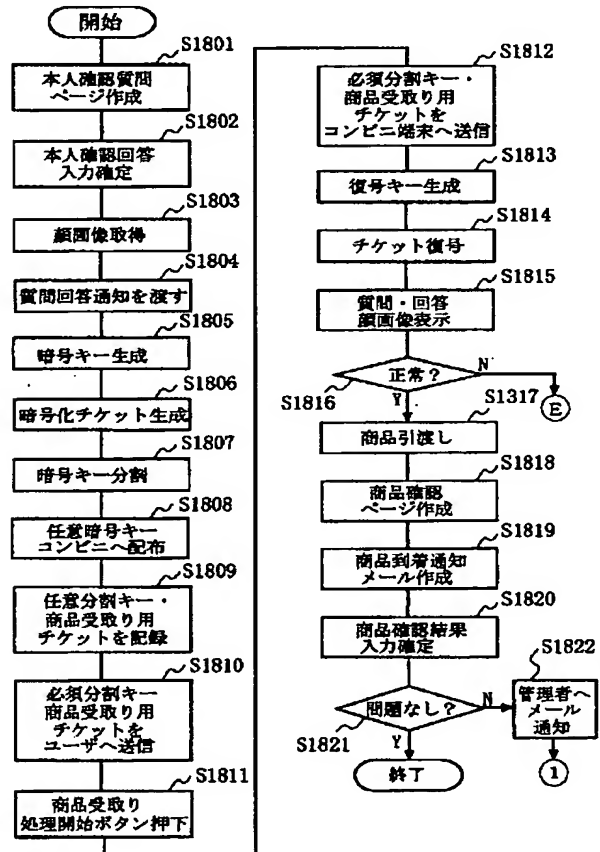 開始
S1801
本人確認質問
ページ作成
S1802
本人確認回答
入力確定
S1803
顔画像取得
S1804
質問回答通知を渡す
S1805
暗号キー生成
S1806
暗号化チケット生成
S1807
暗号キー分割
S1808
任意暗号キー
コンビニへ配布
S1809
任意分割キー・
商品受取り用
チケットを記録
S1810
必須分割キー
商品受取り用
チケットを
ユーザへ送信
S1811
商品受取り
処理開始ボタン押下
S1812
必須分割キー・
商品受取り用
チケットを
コンビニ端末へ送信
S1813
復号キー生成
S1814
チケット復号
S1815
質問・回答
顔画像表示
正常?
N
E
S1816
Y
S1317
商品引渡し
S1818
商品確認
ページ作成
S1819
商品到着通知
メール作成
S1820
商品確認結果
入力確定
S1822
問題なし?
N
管理者へ
メール
通知
S1821
Y
終了
1